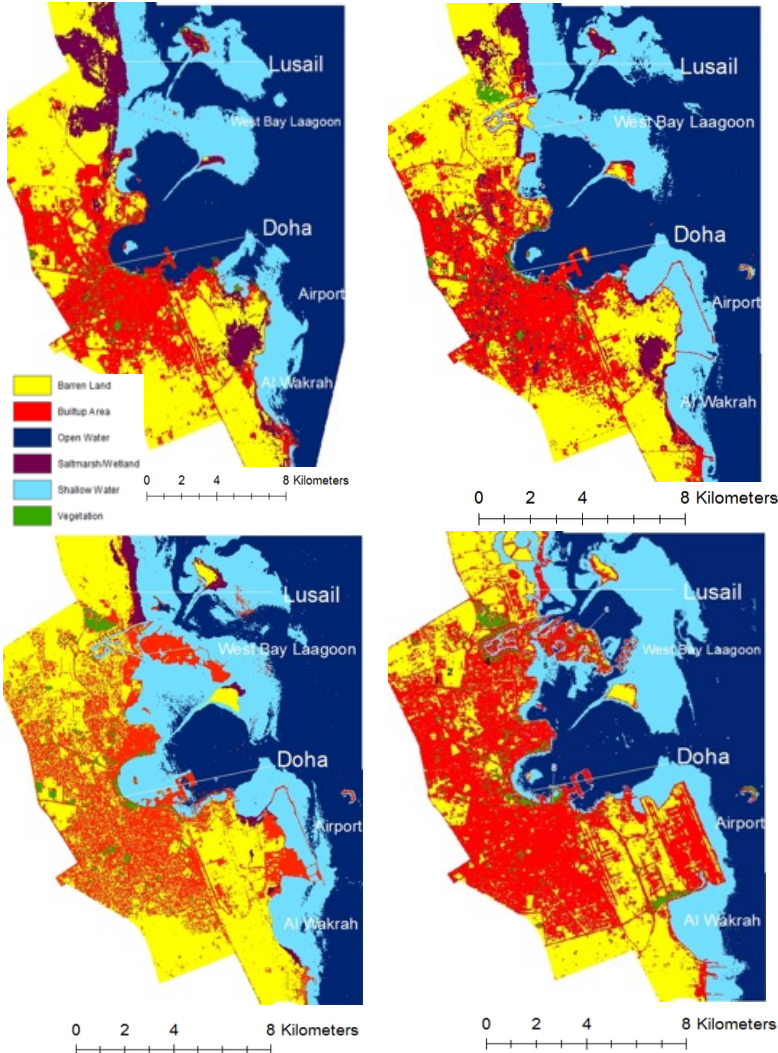 Lusail
West Bay Laagoon
Doha
Airport
Al Wakrah
Barren Land
Builtup Area
Open Water
Saltmarsh/Wetland
Shallow Water
Vegetation
0 2 4 8 Kilometers
Lusail
West Bay Laagoon
Doha
Airport
Al Wakrah
0 2 4 8 Kilometers
Lusail
West Bay Laagoon
Doha
Airport
Al Wakrah
0 2 4 8 Kilometers
Lusail
6
West Bay Laagoon
2
Doha
8
Airport
Al Wakrah
0 2 4 8 Kilometers